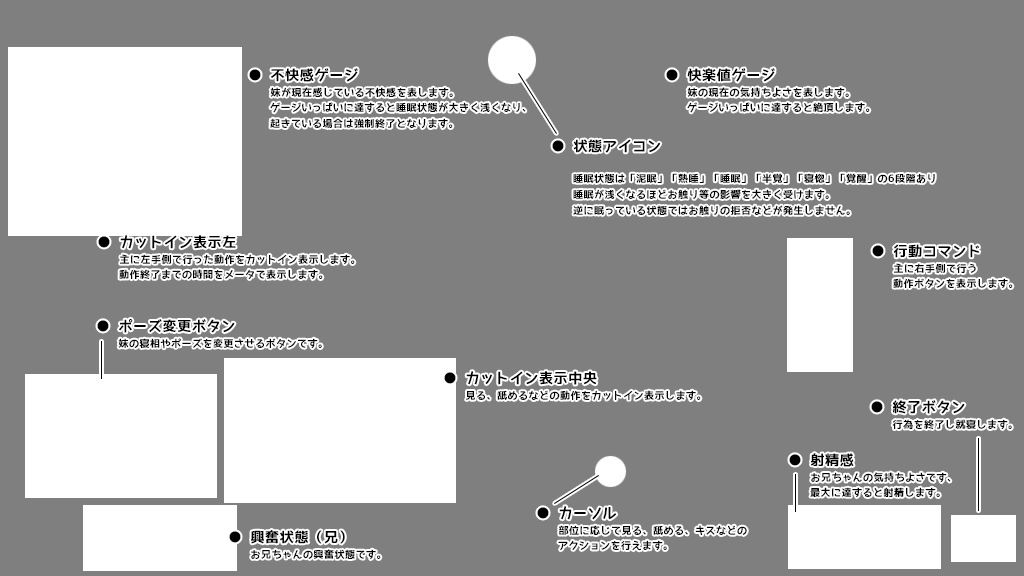 不快感ゲージ
妹が現在感じている不快感を表します。
ゲージいっぱいに達すると睡眠状態が大きく浅くなり、
起きている場合は強制終了となります。
快楽値ゲージ
妹の現在の気持ちよさを表します。
ゲージいっぱいに達すると絶頂します。
状態アイコン
睡眠状態は「泥眠」「熟睡」「睡眠」「半覚」「寝惚」「覚醒」の6段階あり
睡眠が浅くなるほどお触り等の影響を大きく受けます。
逆に眠っている状態ではお触りの拒否などが発生しません。
カットイン表示左
主に左手側で行った動作をカットイン表示します。
動作終了までの時間をメータで表示します。
行動コマンド
主に右手側で行う
動作ボタンを表示します。
ポーズ変更ボタン
妹の寝相やポーズを変更させるボタンです。
カットイン表示中央
見る、舐めるなどの動作をカットイン表示します。
終了ボタン
行為を終了し就寝します。
射精感
お兄ちゃんの気持ちよさです、
最大に達すると射精します。
カーソル
部位に応じて見る、舐める、キスなどの
アクションを行えます。
興奮状態（兄）
お兄ちゃんの興奮状態です。